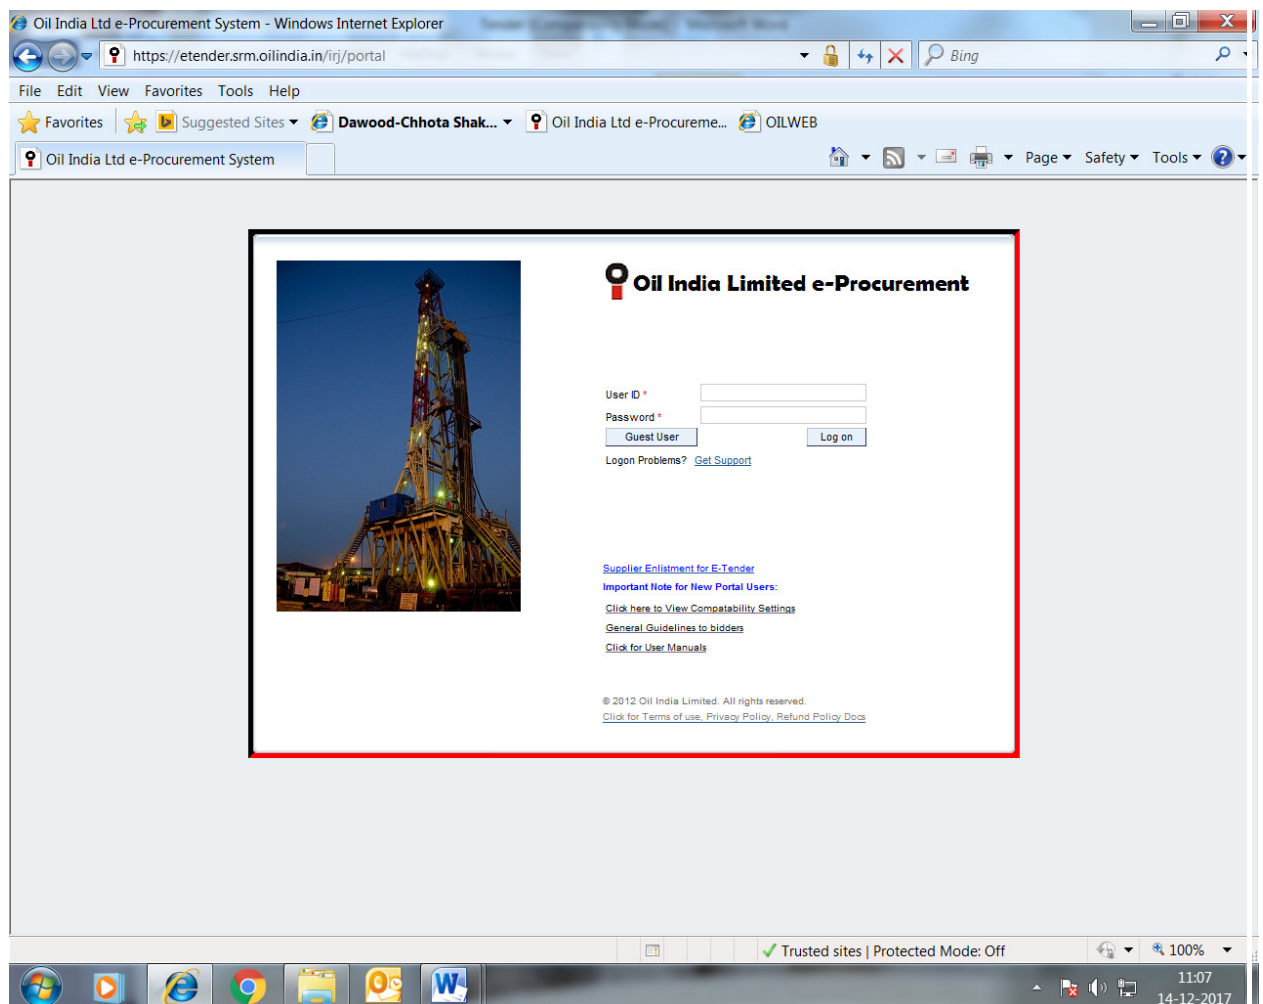 Oil India Ltd e-Procurement System - Windows Internet Explorer
https://etender.srm.oilindia.in/irj/portal
Bing
File Edit View Favorites Tools Help
Favorites Suggested Sites Dawood-Chhota Shak... Oil India Ltd e-Procureme... OILWEB
Oil India Ltd e-Procurement System
Page Safety Tools
Oil India Limited e-Procurement
User ID *
Password *
Guest User Log on
Logon Problems? Get Support
Supplier Enlistment for E-Tender
Important Note for New Portal Users:
Click here to View Compatability Settings
General Guidelines to bidders
Click for User Manuals
© 2012 Oil India Limited. All rights reserved.
Click for Terms of use, Privacy Policy, Refund Policy Docs
Trusted sites | Protected Mode: Off
100%
11:07
14-12-2017